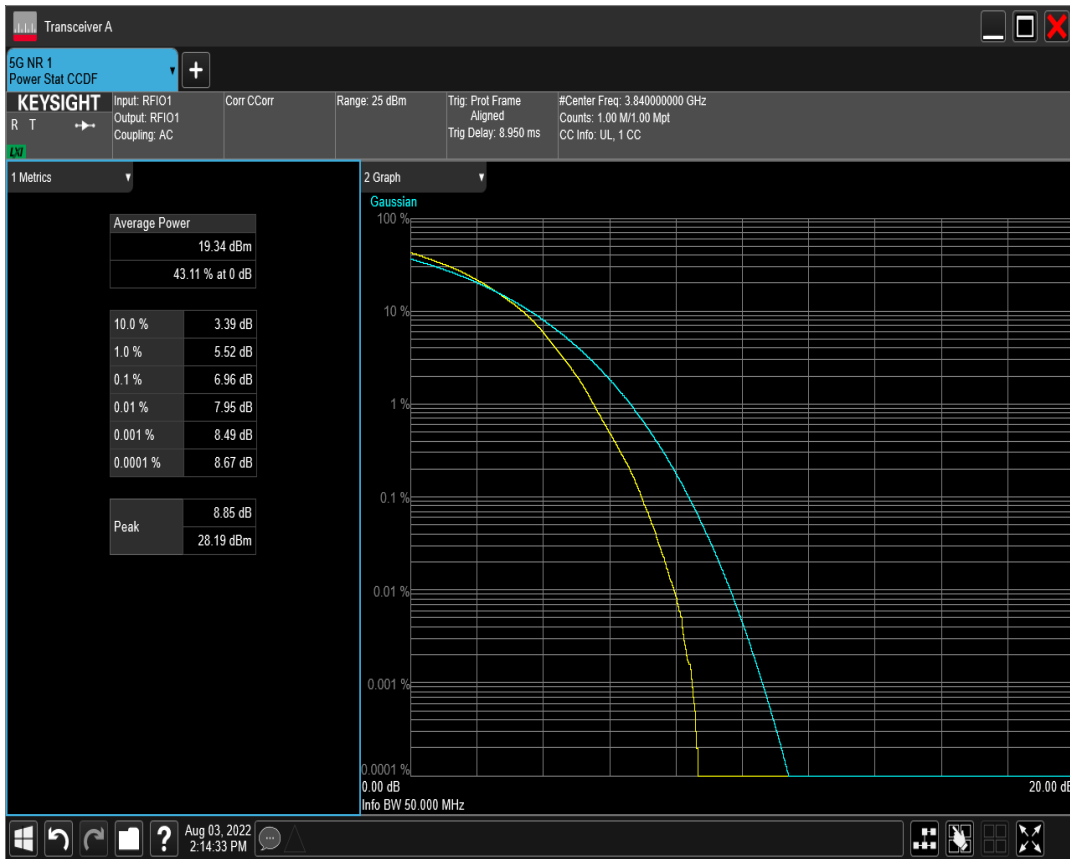 Transceiver A
5G NR 1
Power Stat CCDF
+
KEYSIGHT
R T
LXI
Input: RFIO1
Output: RFIO1
Coupling: AC
Corr CCorr
Range: 25 dBm
Trig: Prot Frame
Aligned
Trig Delay: 8.950 ms
#Center Freq: 3.840000000 GHz
Counts: 1.00 M/1.00 Mpt
CC Info: UL, 1 CC
1 Metrics
Average Power
19.34 dBm
43.11 % at 0 dB
10.0 % 3.39 dB
1.0 % 5.52 dB
0.1 % 6.96 dB
0.01 % 7.95 dB
0.001 % 8.49 dB
0.0001 % 8.67 dB
Peak
8.85 dB
28.19 dBm
2 Graph
Gaussian
100 %
10 %
1 %
0.1 %
0.01 %
0.001 %
0.0001 %
0.00 dB 20.00 dB
Info BW 50.000 MHz
?
Aug 03, 2022
2:14:33 PM